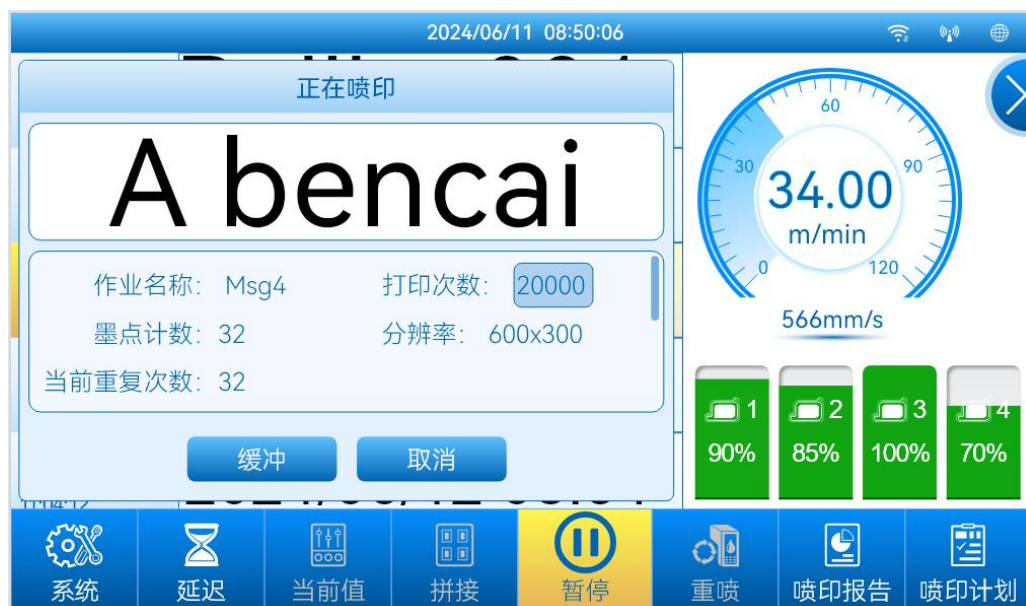 2024/06/11 08:50:06
正在喷印
A bencai
作业名称: Msg4
打印次数: 20000
墨点计数: 32
分辨率: 600x300
当前重复次数: 32
缓冲
取消
0
30
60
90
120
34.00
m/min
566mm/s
1
90%
2
85%
3
100%
4
70%
系统
延迟
当前值
拼接
暂停
重喷
喷印报告
喷印计划